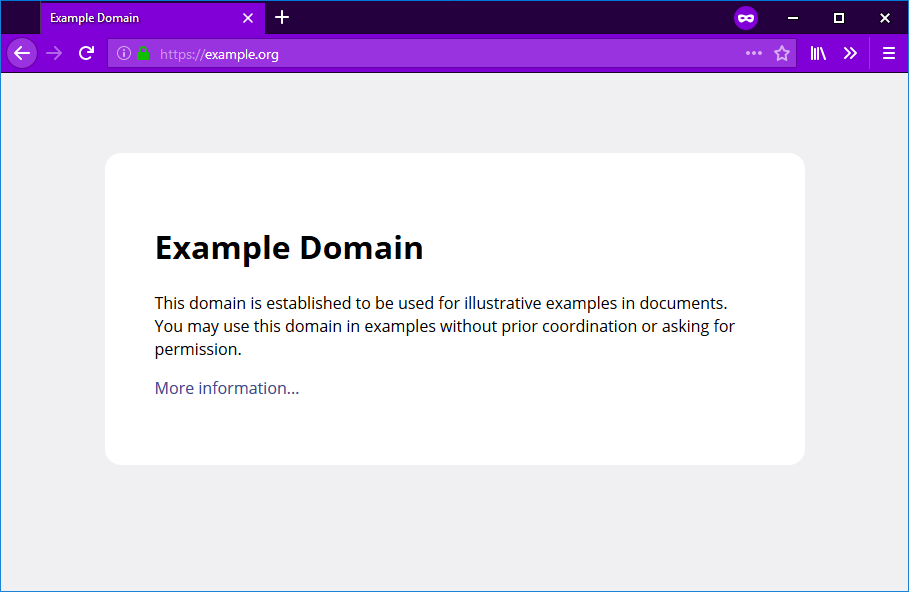 Example Domain
https://example.org
Example Domain
This domain is established to be used for illustrative examples in documents.
You may use this domain in examples without prior coordination or asking for
permission.
More information...